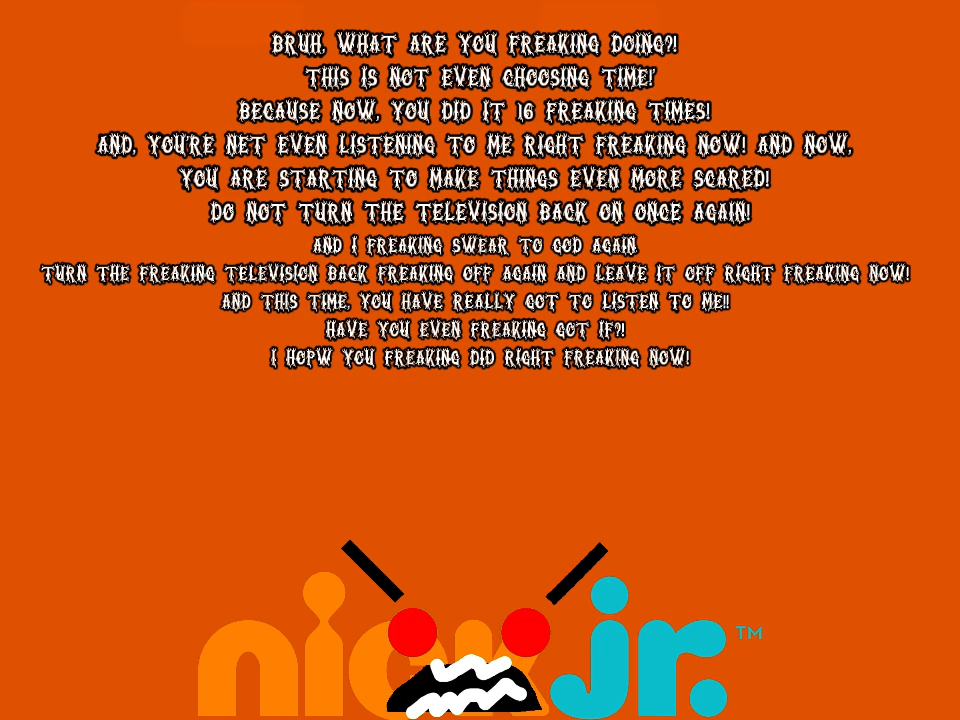 BRUH, WHAT ARE YOU FREAKING DOING?!
THIS IS NOT EVEN CHOOSING TIME!
BECAUSE NOW, YOU DID IT 16 FREAKING TIMES!
AND, YOU'RE NET EVEN LISTENING TO ME RIGHT FREAKING NOW! AND NOW,
YOU ARE STARTING TO MAKE THINGS EVEN MORE SCARED!
DO NOT TURN THE TELEVISION BACK ON ONCE AGAIN!
AND I FREAKING SWEAR TO GOD AGAIN
TURN THE FREAKING TELEVISION BACK FREAKING OFF AGAIN AND LEAVE IT OFF RIGHT FREAKING NOW!
AND THIS TIME, YOU HAVE REALLY GOT TO LISTEN TO ME!!
HAVE YOU EVEN FREAKING GOT IF?!
I HOPW YOU FREAKING DID RIGHT FREAKING NOW!
nick jr. TM